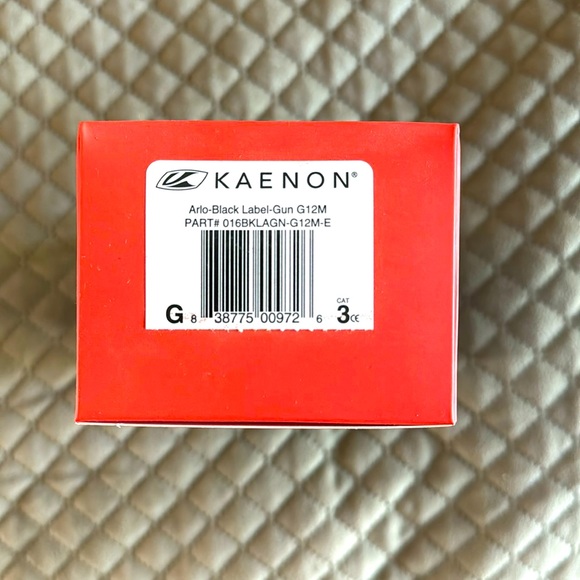 KAENON®
Arlo-Black Label-Gun G12M
PART# 016BKLAGN-G12M-E
CAT
G 8 38775 00972 6 3 CE